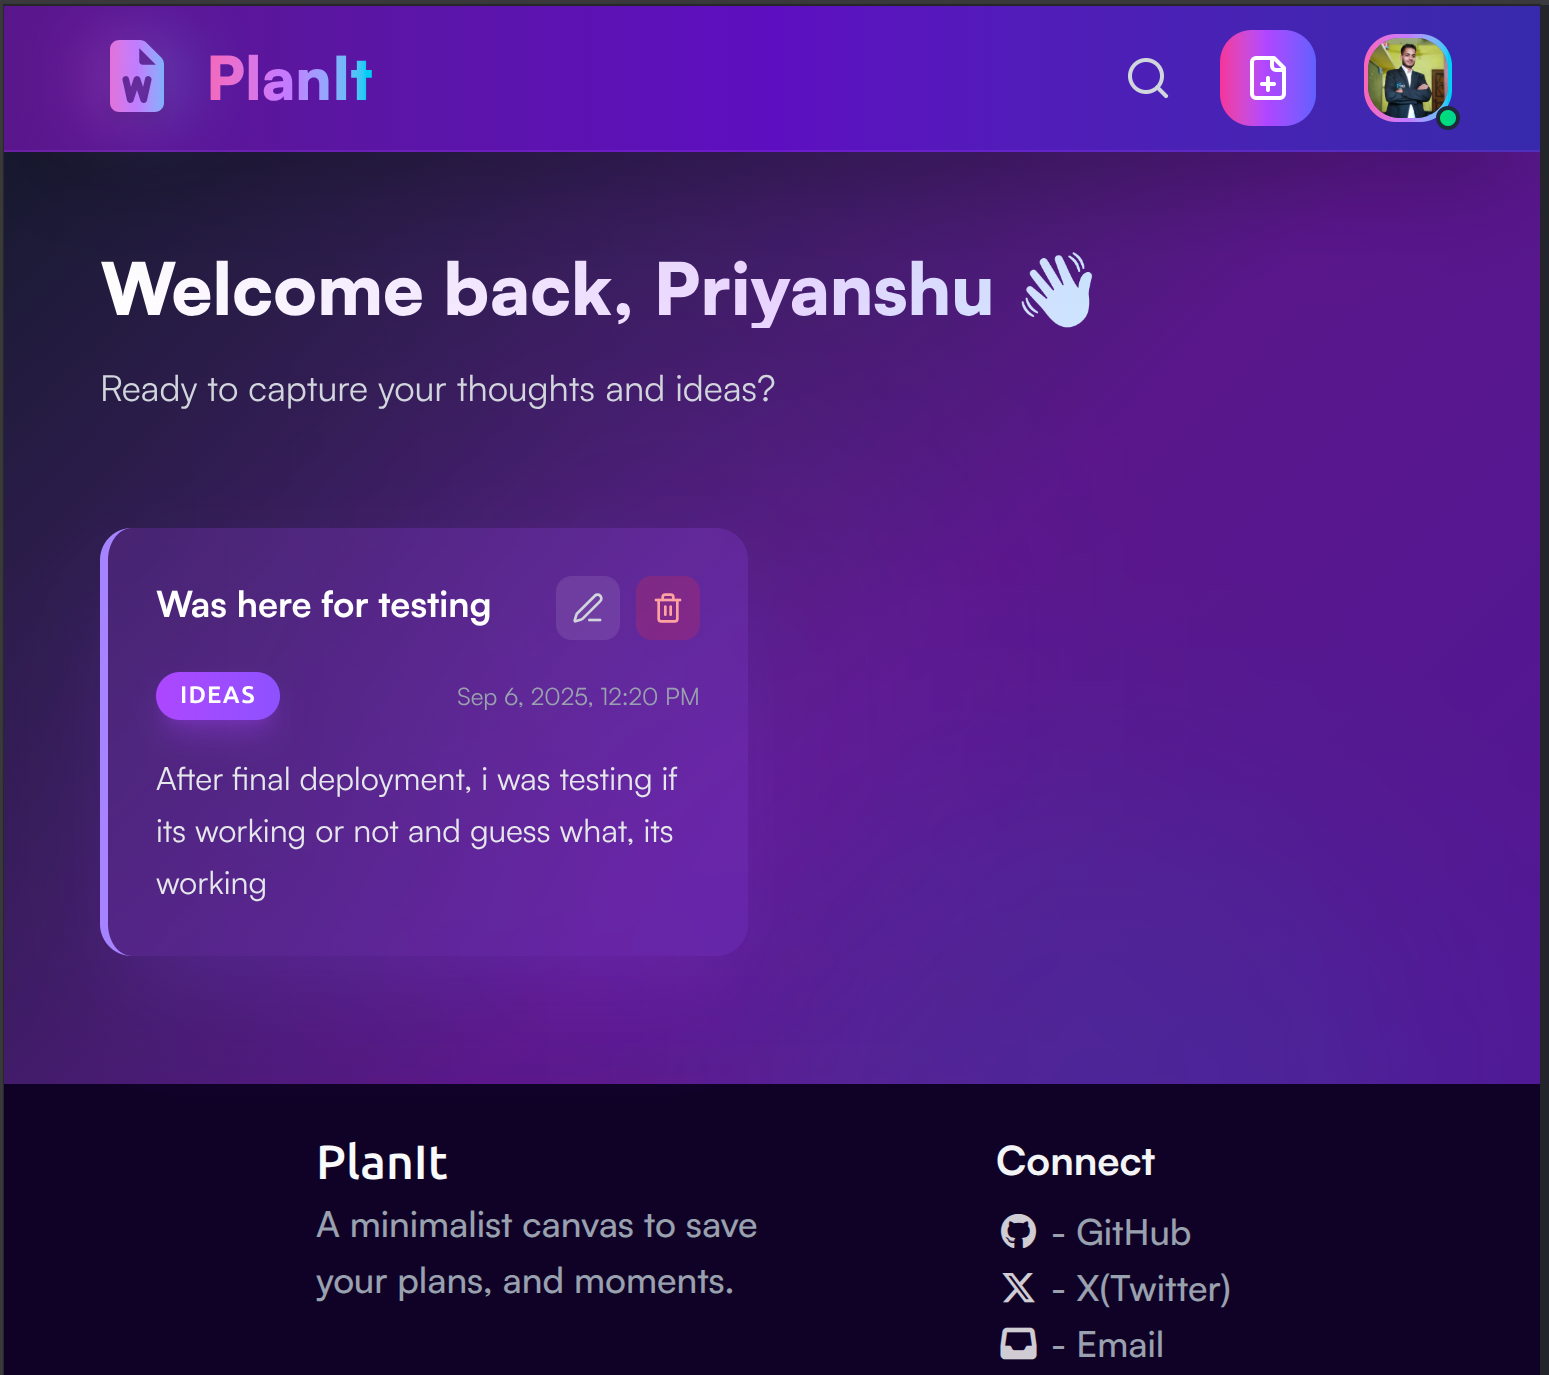 W PlanIt
Welcome back, Priyanshu 👋
Ready to capture your thoughts and ideas?
Was here for testing
IDEAS
Sep 6, 2025, 12:20 PM
After final deployment, i was testing if
its working or not and guess what, its
working
PlanIt
A minimalist canvas to save
your plans, and moments.
Connect
- GitHub
- X(Twitter)
- Email